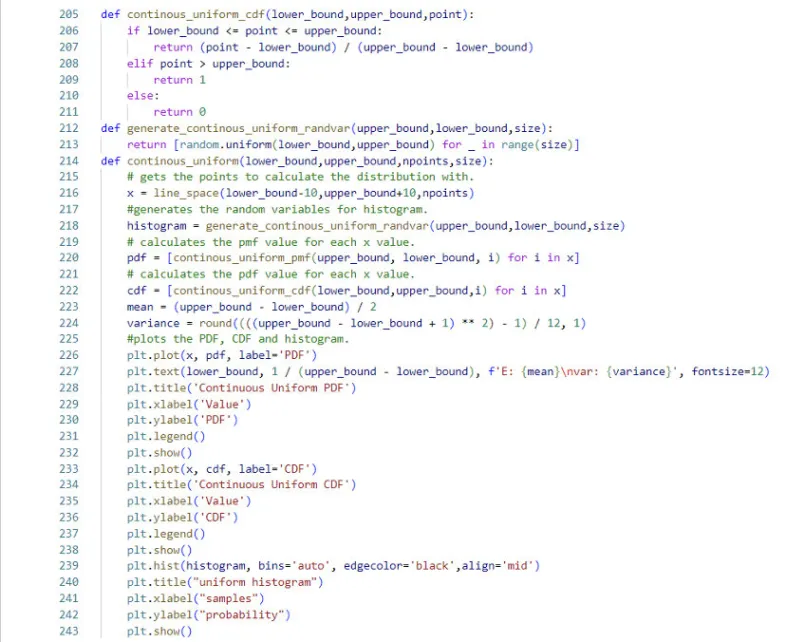 205 def continous_uniform_cdf(lower_bound,upper_bound,point):
206     if lower_bound <= point <= upper_bound:
207         return (point - lower_bound) / (upper_bound - lower_bound)
208     elif point > upper_bound:
209         return 1
210     else:
211         return 0
212 def generate_continous_uniform_randvar(upper_bound,lower_bound,size):
213     return [random.uniform(lower_bound,upper_bound) for _ in range(size)]
214 def continous_uniform(lower_bound,upper_bound,npoints,size):
215     # gets the points to calculate the distribution with.
216     x = line_space(lower_bound-10,upper_bound+10,npoints)
217     #generates the random variables for histogram.
218     histogram = generate_continous_uniform_randvar(upper_bound,lower_bound,size)
219     # calculates the pmf value for each x value.
220     pdf = [continous_uniform_pmf(upper_bound, lower_bound, i) for i in x]
221     # calculates the pdf value for each x value.
222     cdf = [continous_uniform_cdf(lower_bound,upper_bound,i) for i in x]
223     mean = (upper_bound - lower_bound) / 2
224     variance = round((((upper_bound - lower_bound + 1) ** 2) - 1) / 12, 1)
225     #plots the PDF, CDF and histogram.
226     plt.plot(x, pdf, label='PDF')
227     plt.text(lower_bound, 1 / (upper_bound - lower_bound), f'E: {mean}\nvar: {variance}', fontsize=12)
228     plt.title('Continuous Uniform PDF')
229     plt.xlabel('Value')
230     plt.ylabel('PDF')
231     plt.legend()
232     plt.show()
233     plt.plot(x, cdf, label='CDF')
234     plt.title('Continuous Uniform CDF')
235     plt.xlabel('Value')
236     plt.ylabel('CDF')
237     plt.legend()
238     plt.show()
239     plt.hist(histogram, bins='auto', edgecolor='black',align='mid')
240     plt.title("uniform histogram")
241     plt.xlabel("samples")
242     plt.ylabel("probability")
243     plt.show()